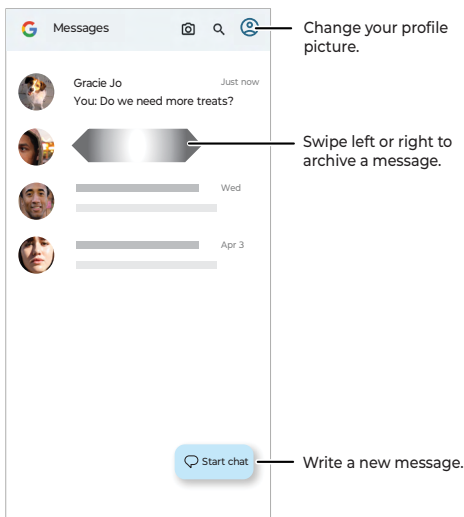 Messages
Change your profile
picture.
Gracie Jo
Just now
You: Do we need more treats?
Swipe left or right to
archive a message.
Wed
Apr 3
Start chat
Write a new message.